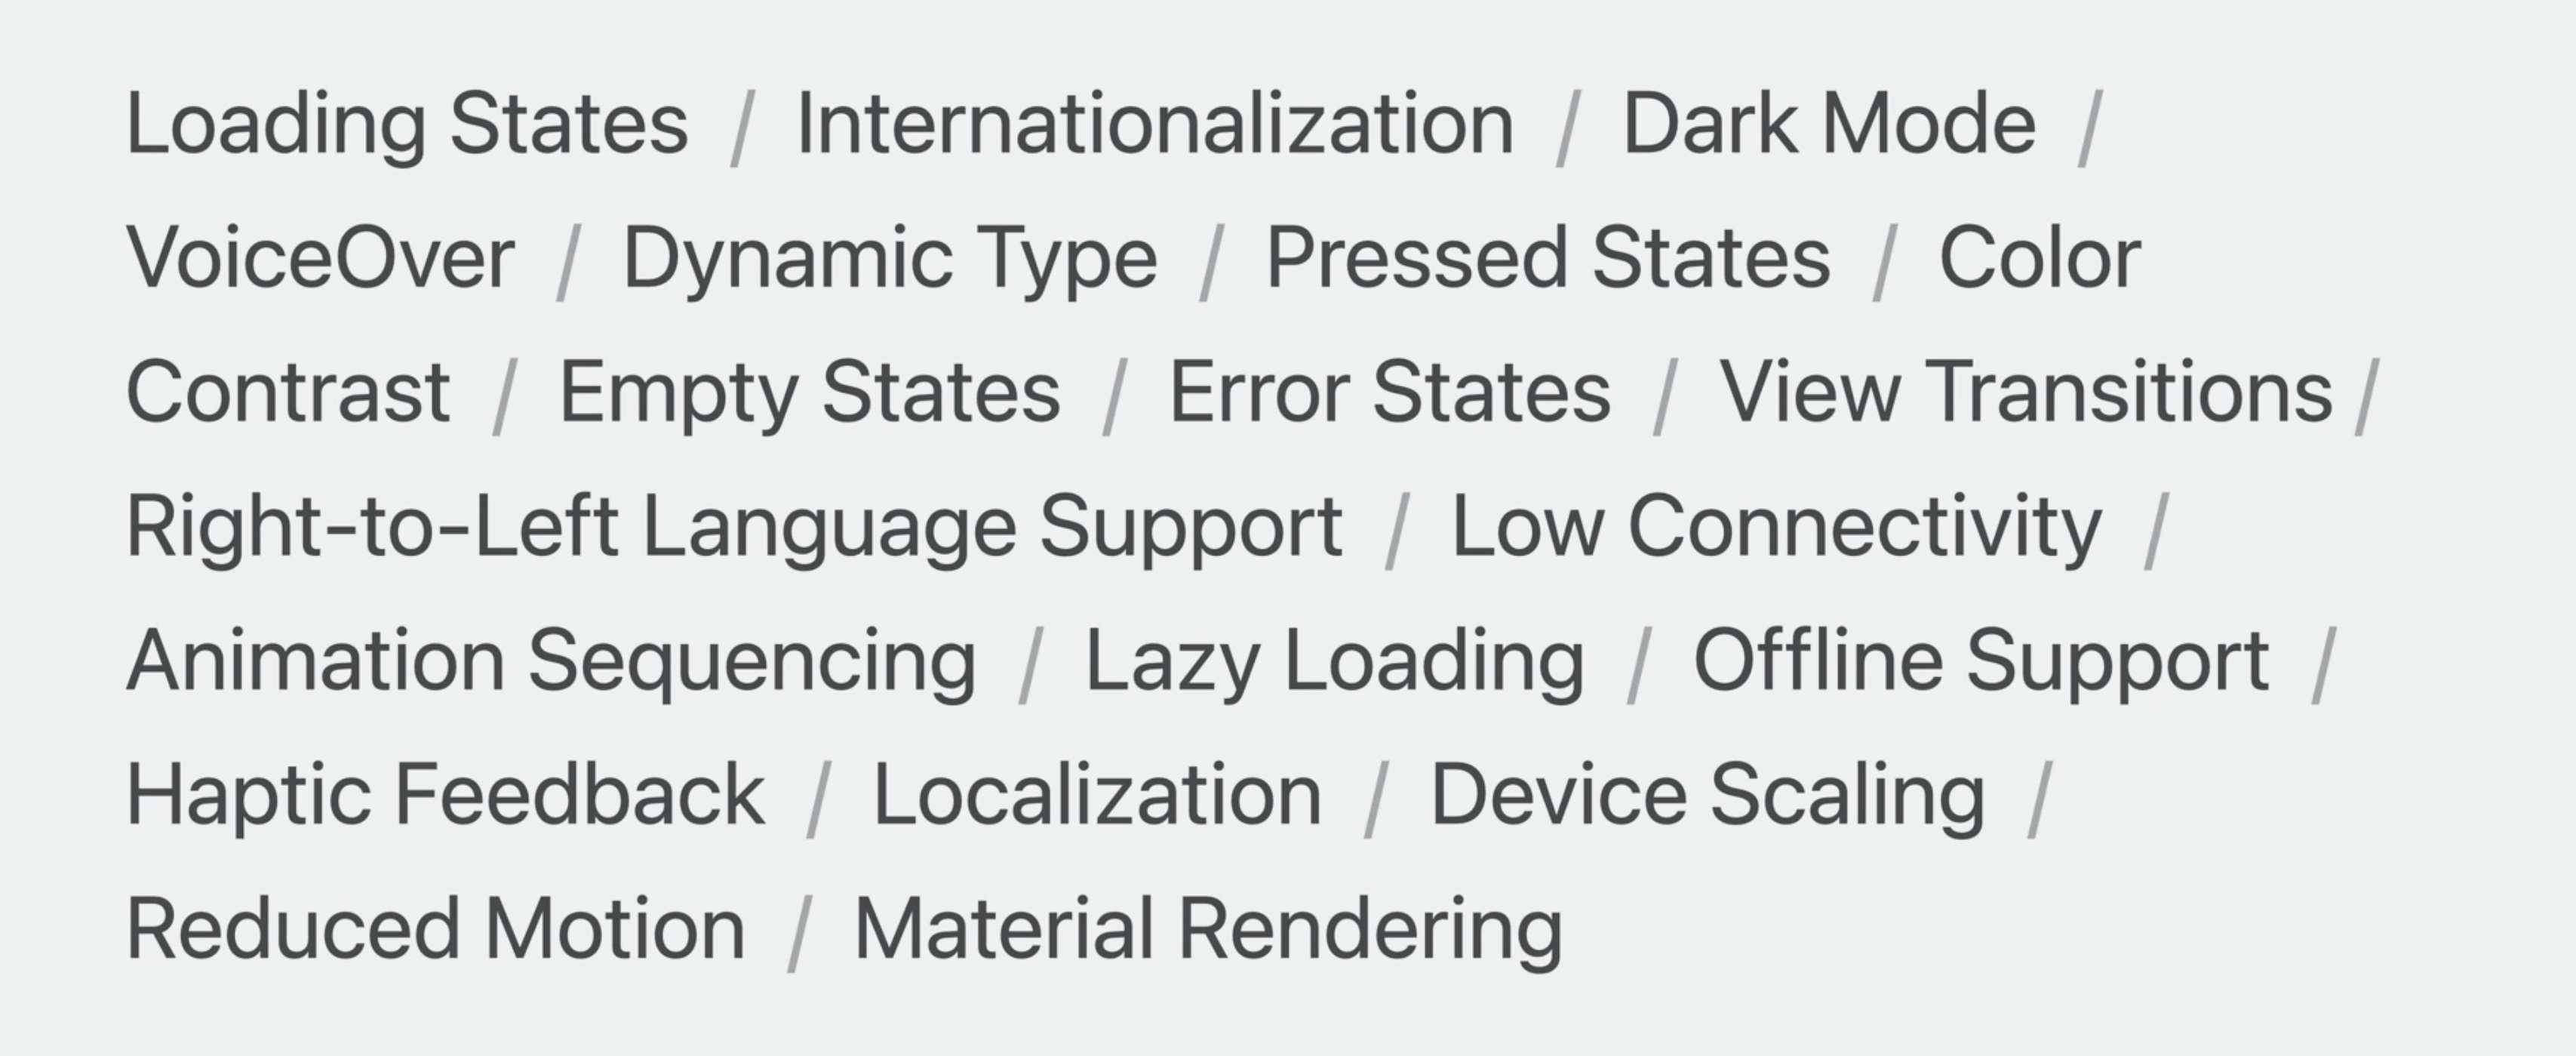 Loading States / Internationalization / Dark Mode /
VoiceOver / Dynamic Type / Pressed States / Color
Contrast / Empty States / Error States / View Transitions /
Right-to-Left Language Support / Low Connectivity /
Animation Sequencing / Lazy Loading / Offline Support /
Haptic Feedback / Localization / Device Scaling /
Reduced Motion / Material Rendering